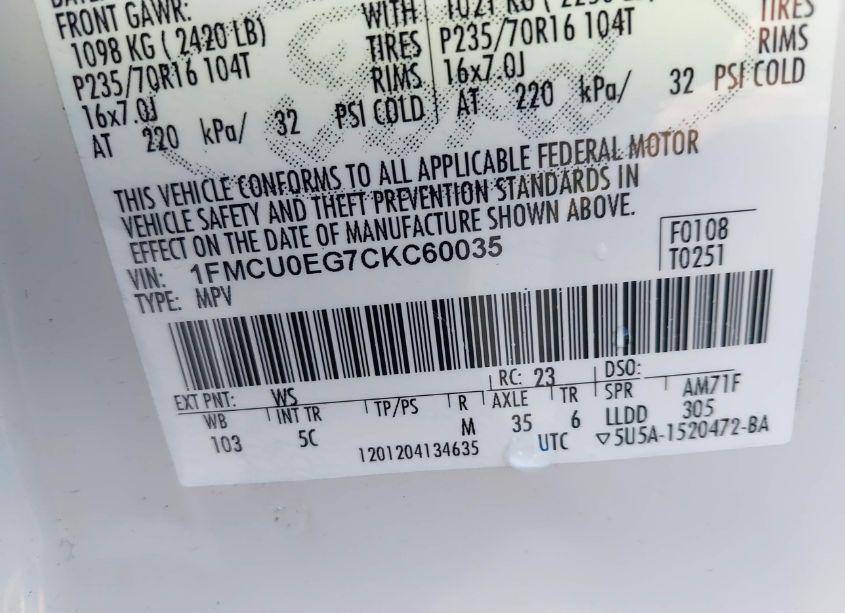 FRONT GAWR:
1098 KG ( 2420 LB)
P235/70R16 104T
16x7.0J
AT 220 kPa/ 32 PSI COLD
WITH
TIRES
RIMS
P235/70R16 104T
16x7.0J
AT 220 kPa/ 32 PSI COLD
TIRES
RIMS
THIS VEHICLE CONFORMS TO ALL APPLICABLE FEDERAL MOTOR
VEHICLE SAFETY AND THEFT PREVENTION STANDARDS IN
EFFECT ON THE DATE OF MANUFACTURE SHOWN ABOVE.
VIN: 1FMCU0EG7CKC60035
TYPE: MPV
F0108
T0251
EXT PNT: WS RC: 23 DSO:
WB INT TR TP/PS R AXLE TR SPR AM71F
103 5C M 35 6 LLDD 305
1201204134635 UTC ▽5U5A-1520472-BA